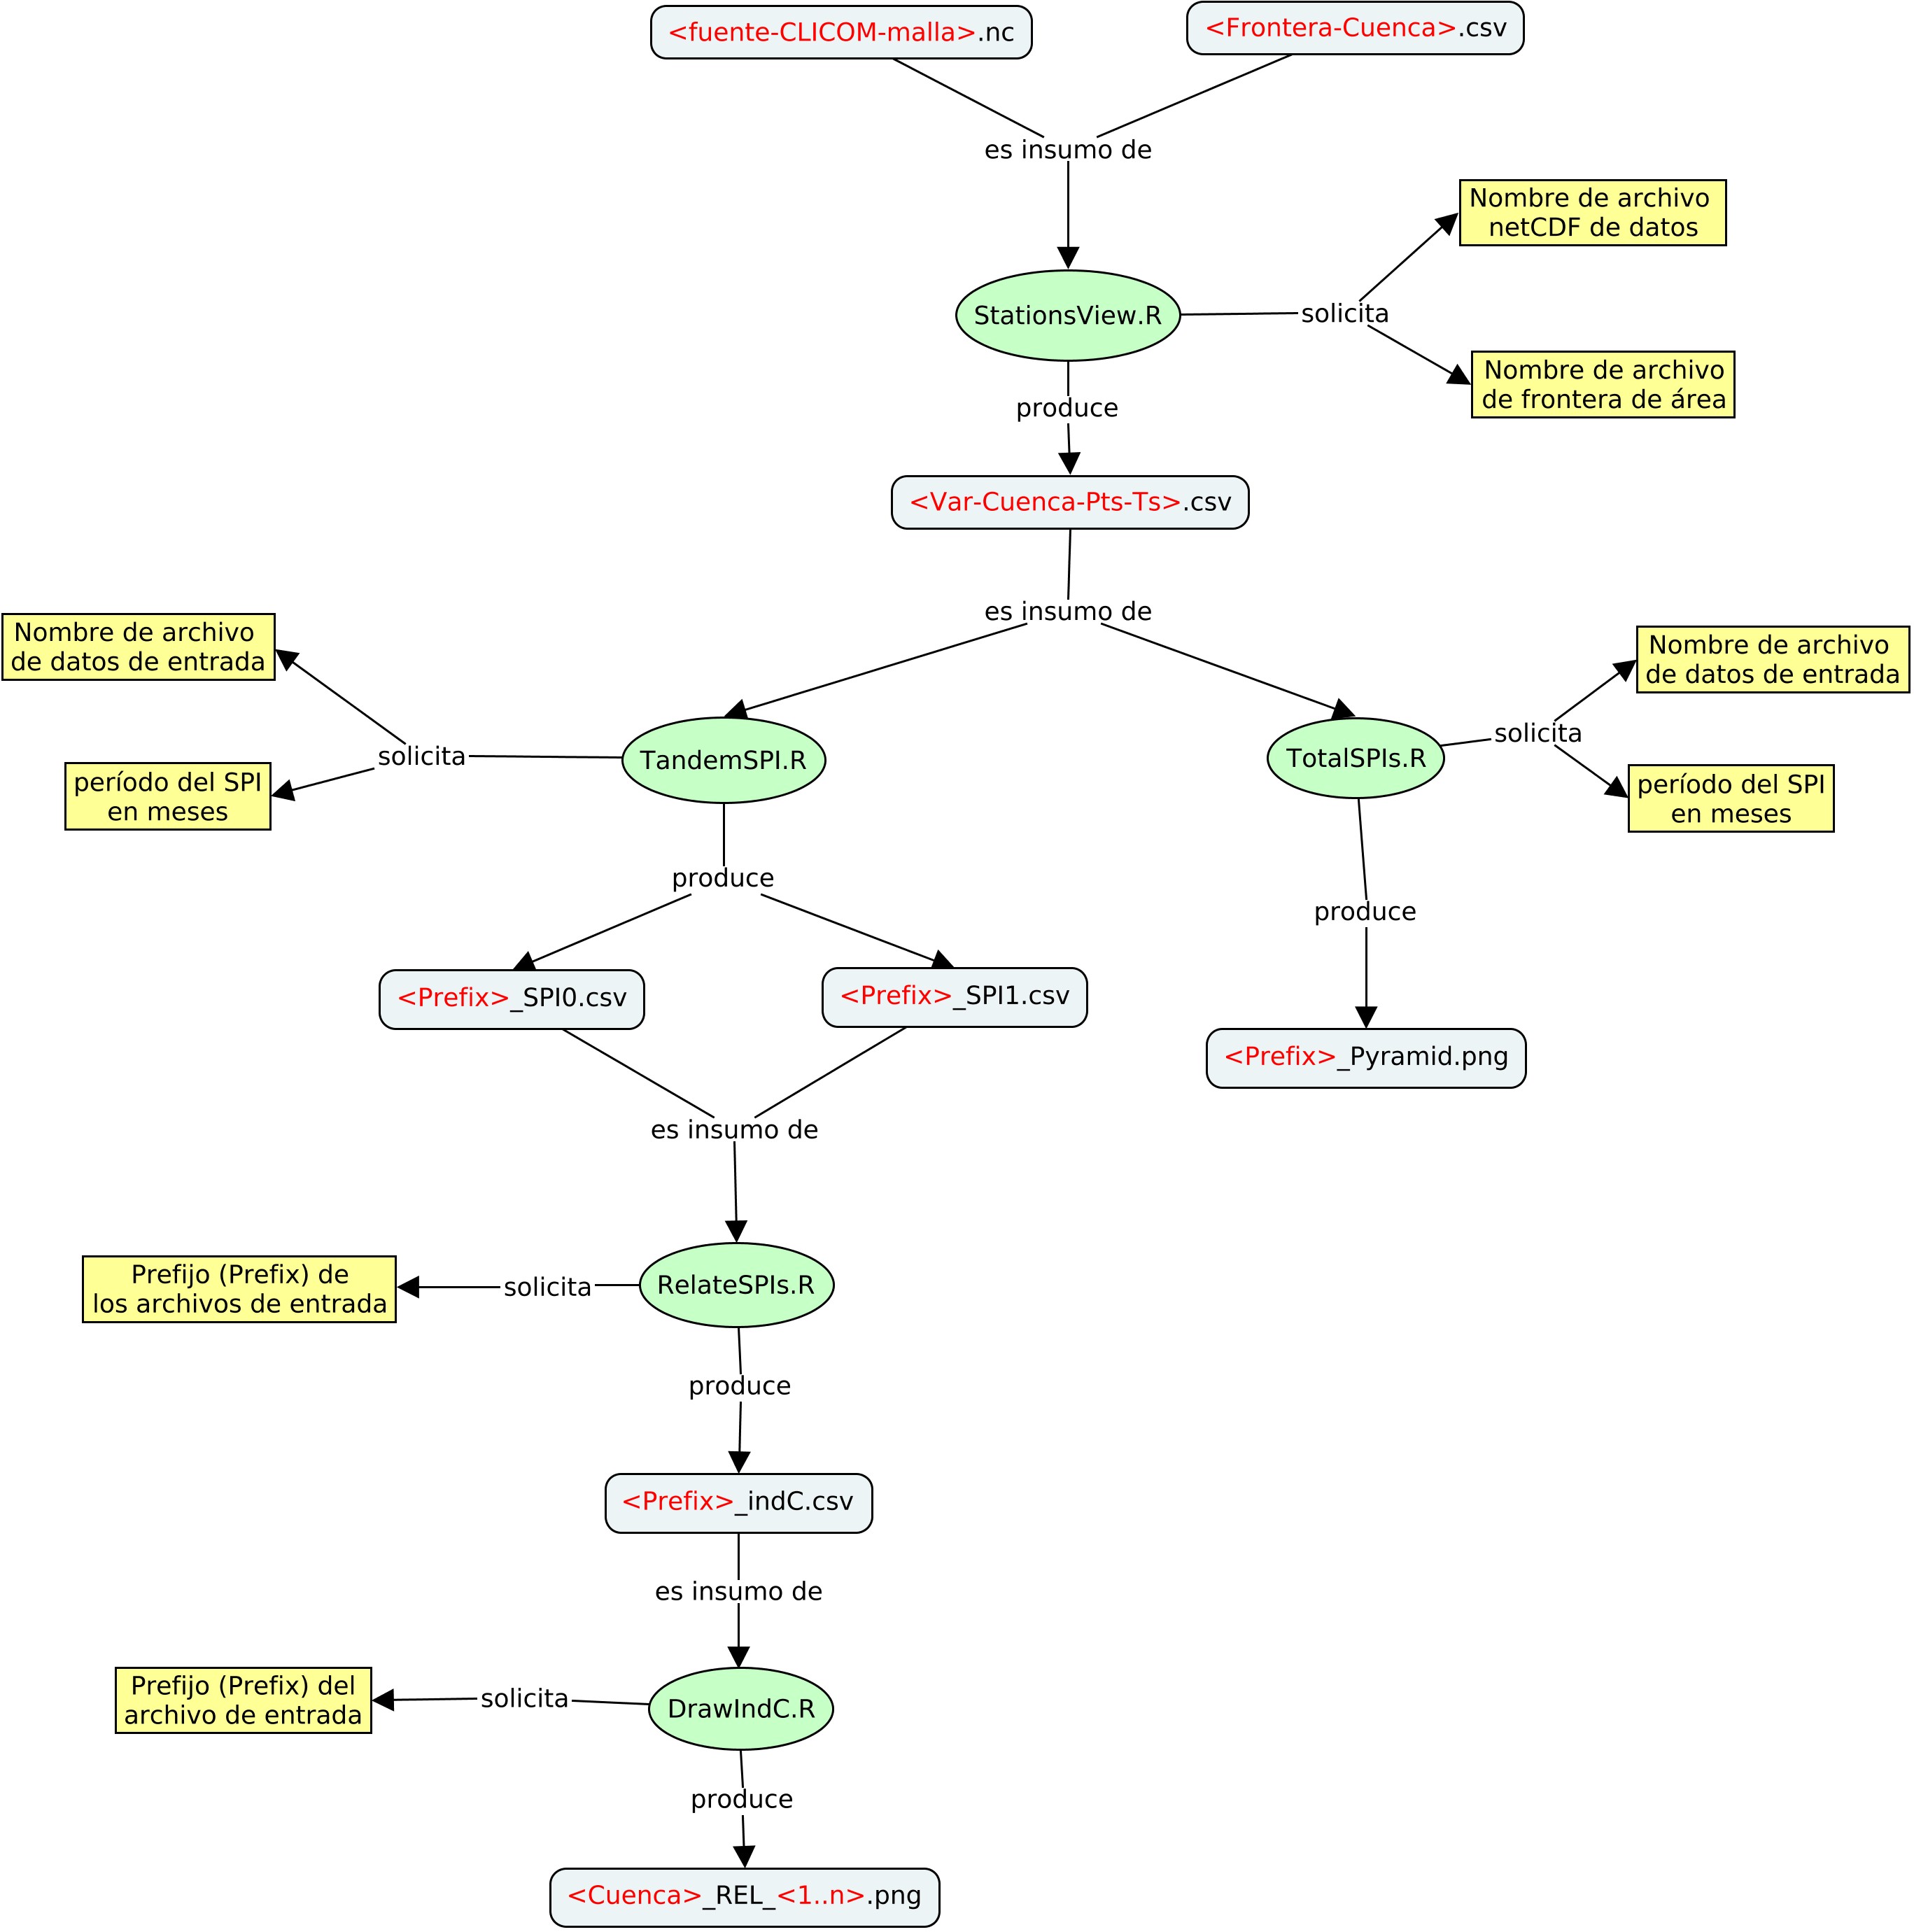 <fuente-CLICOM-malla>.nc
<Frontera-Cuenca>.csv
es insumo de
Nombre de archivo
netCDF de datos
StationsView.R
solicita
Nombre de archivo
de frontera de área
produce
<Var-Cuenca-Pts-Ts>.csv
es insumo de
Nombre de archivo
de datos de entrada
Nombre de archivo
de datos de entrada
solicita
TandemSPI.R
TotalSPIs.R
solicita
período del SPI
en meses
período del SPI
en meses
produce
produce
<Prefix>_SPI0.csv
<Prefix>_SPI1.csv
<Prefix>_Pyramid.png
es insumo de
Prefijo (Prefix) de
los archivos de entrada
solicita
RelateSPIs.R
produce
<Prefix>_indC.csv
es insumo de
Prefijo (Prefix) del
archivo de entrada
solicita
DrawIndC.R
produce
<Cuenca>_REL_<1..n>.png